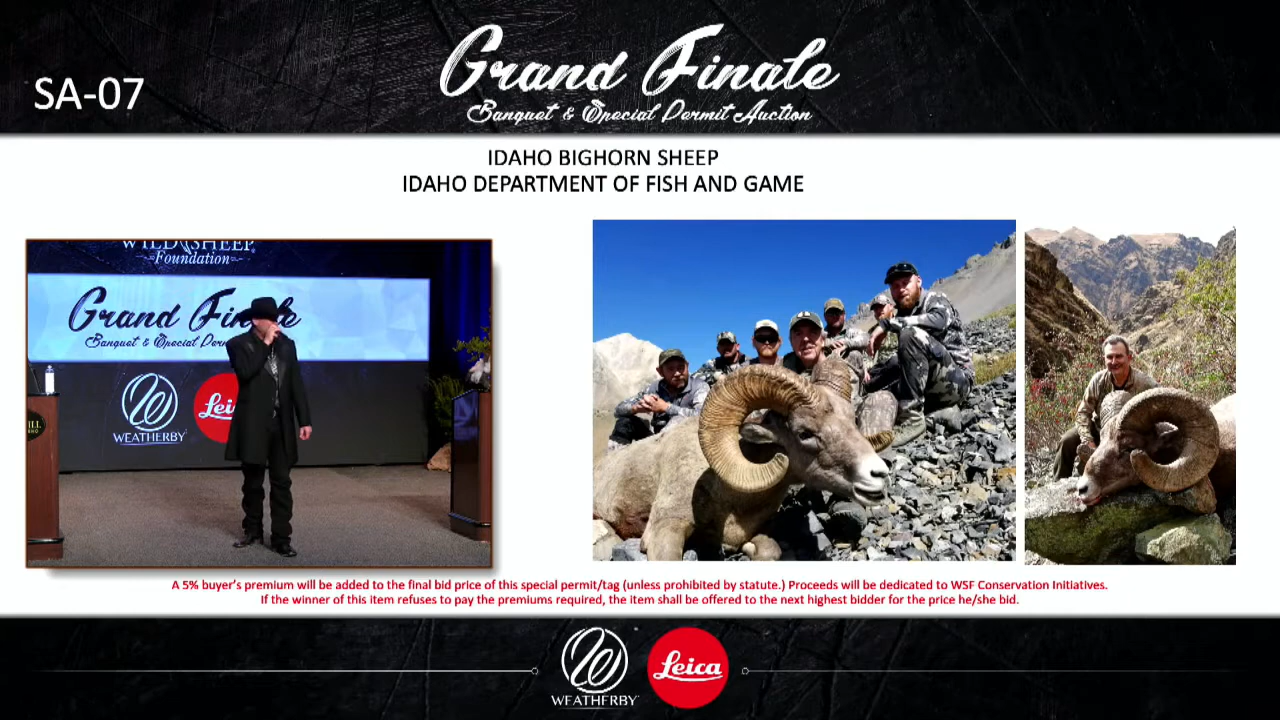 SA-07
Grand Finale
Banquet & Special Permit Auction
IDAHO BIGHORN SHEEP
IDAHO DEPARTMENT OF FISH AND GAME
WILD SHEEP
Foundation
Grand Finale
Banquet & Special Perm
WEATHERBY
Lei
A 5% buyer's premium will be added to the final bid price of this special permit/tag (unless prohibited by statute.) Proceeds will be dedicated to WSF Conservation Initiatives.
If the winner of this item refuses to pay the premiums required, the item shall be offered to the next highest bidder for the price he/she bid.
WEATHERBY
Leica